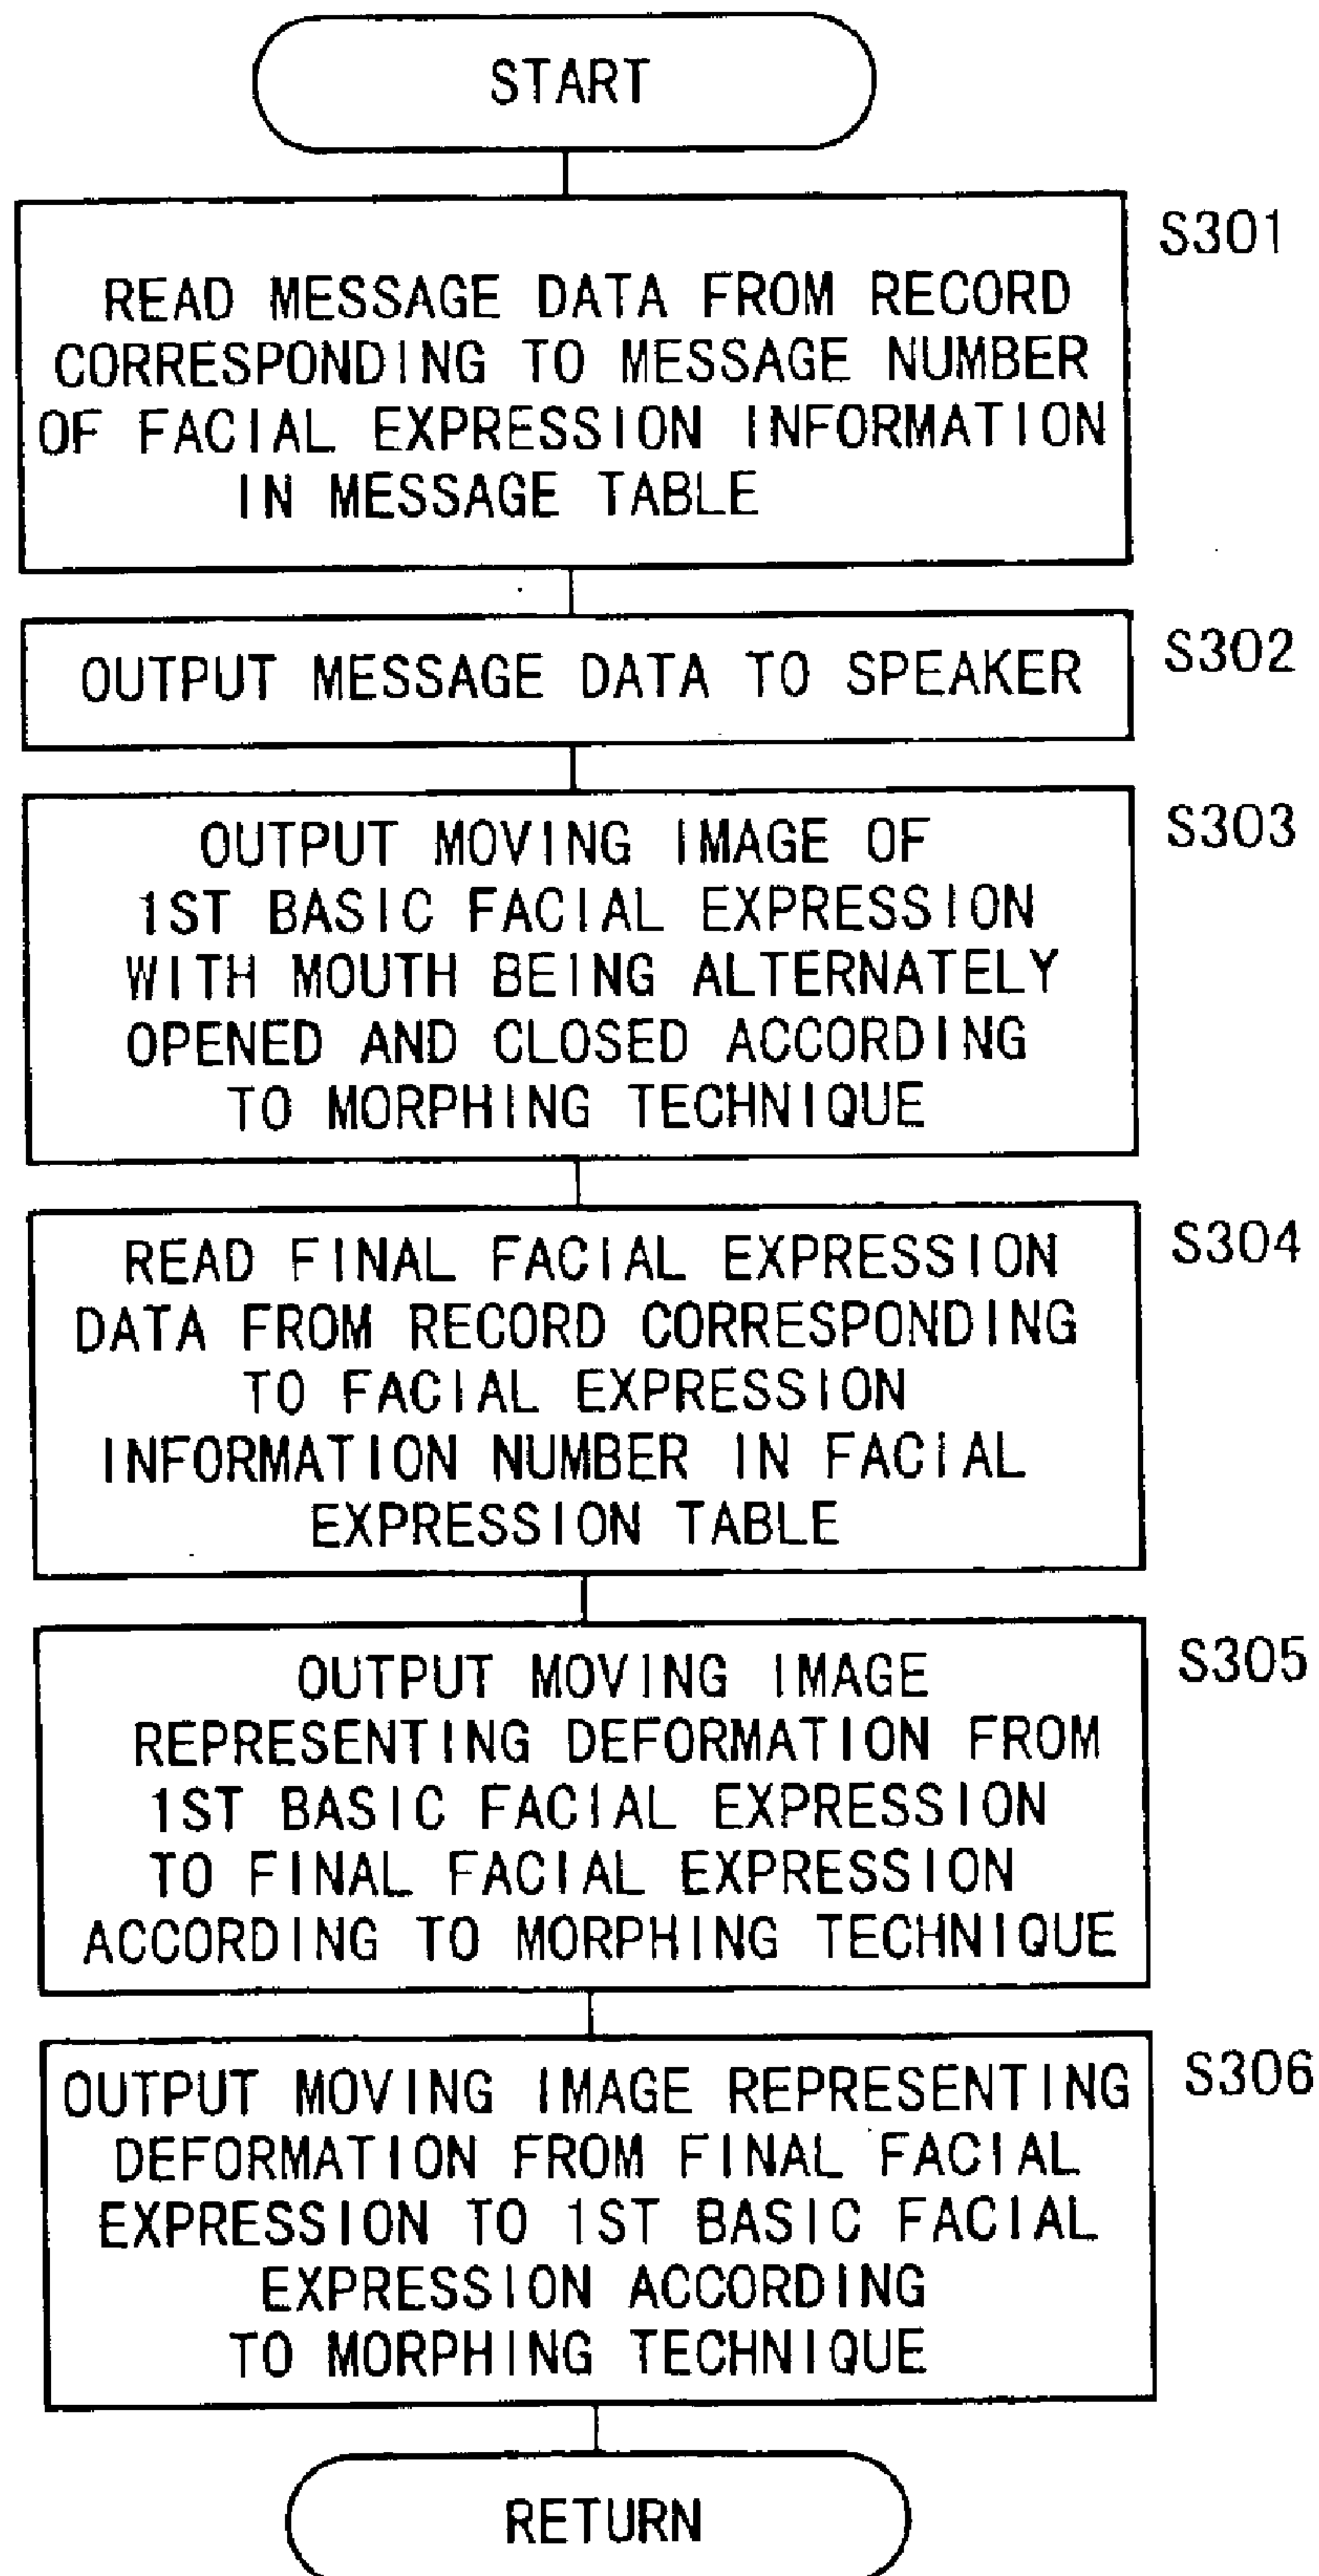 START
S301
READ MESSAGE DATA FROM RECORD
CORRESPONDING TO MESSAGE NUMBER
OF FACIAL EXPRESSION INFORMATION
IN MESSAGE TABLE
S302
OUTPUT MESSAGE DATA TO SPEAKER
S303
OUTPUT MOVING IMAGE OF
1ST BASIC FACIAL EXPRESSION
WITH MOUTH BEING ALTERNATELY
OPENED AND CLOSED ACCORDING
TO MORPHING TECHNIQUE
S304
READ FINAL FACIAL EXPRESSION
DATA FROM RECORD CORRESPONDING
TO FACIAL EXPRESSION
INFORMATION NUMBER IN FACIAL
EXPRESSION TABLE
S305
OUTPUT MOVING IMAGE
REPRESENTING DEFORMATION FROM
1ST BASIC FACIAL EXPRESSION
TO FINAL FACIAL EXPRESSION
ACCORDING TO MORPHING TECHNIQUE
S306
OUTPUT MOVING IMAGE REPRESENTING
DEFORMATION FROM FINAL FACIAL
EXPRESSION TO 1ST BASIC FACIAL
EXPRESSION ACCORDING
TO MORPHING TECHNIQUE
RETURN